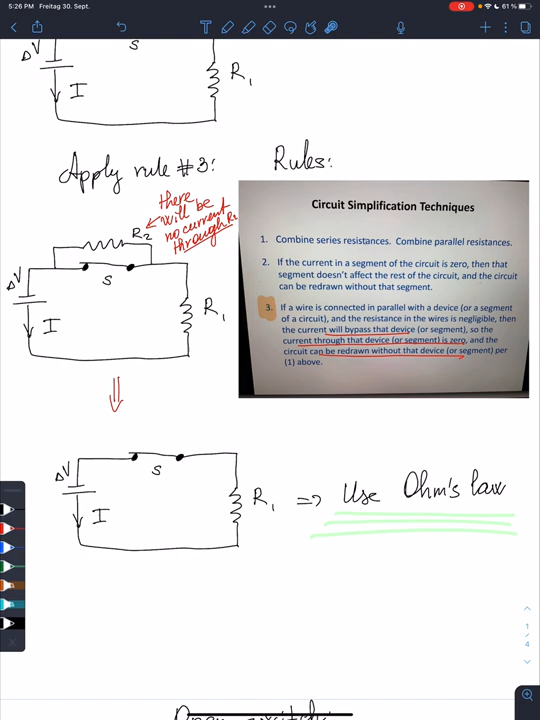 5:26 PM Freitag 30. Sept.
61 %
ΔV
S
R₁
I
Apply rule #3:
Rules:
there
will be
no current
through R₂
R₂
ΔV
S
R₁
I
Circuit Simplification Techniques
1. Combine series resistances. Combine parallel resistances.
2. If the current in a segment of the circuit is zero, then that
segment doesn't affect the rest of the circuit, and the circuit
can be redrawn without that segment.
3. If a wire is connected in parallel with a device (or a segment
of a circuit), and the resistance in the wires is negligible, then
the current will bypass that device (or segment), so the
current through that device (or segment) is zero, and the
circuit can be redrawn without that device (or segment) per
(1) above.
ΔV
S
R₁
I
=> Use Ohm's law
1
/
4